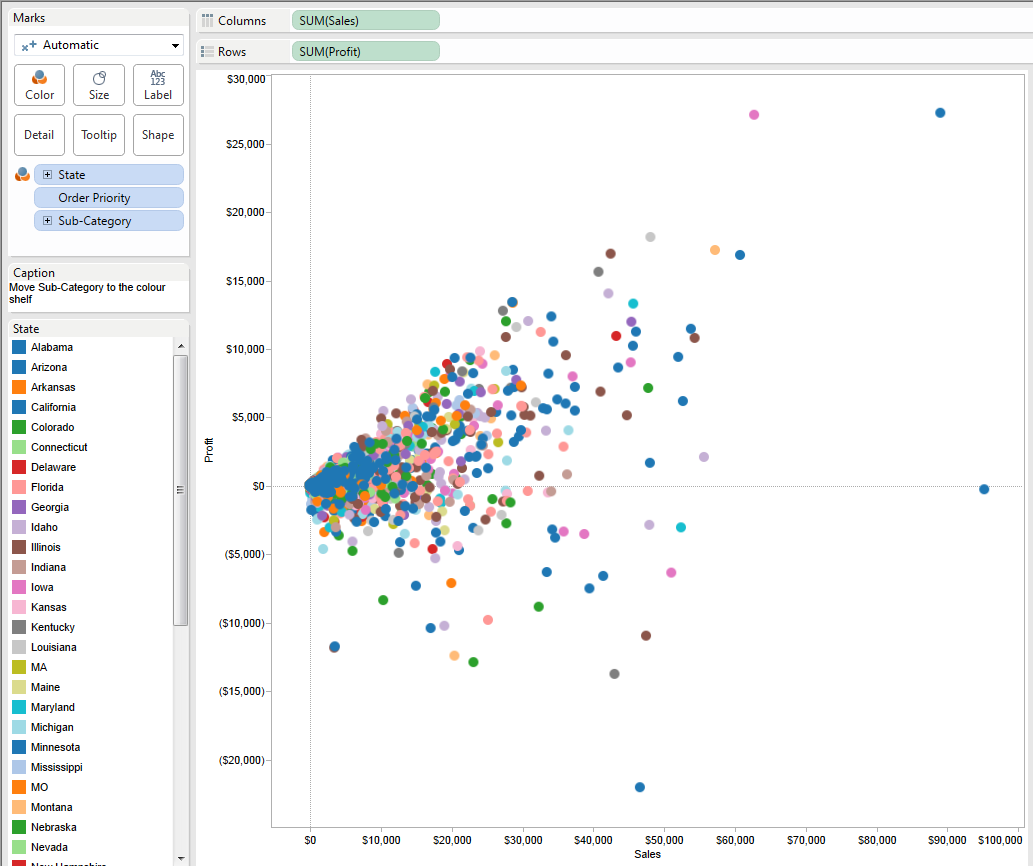 Marks
Automatic
Color
Size
Abc
123
Label
Detail
Tooltip
Shape
State
Order Priority
Sub-Category
Caption
Move Sub-Category to the colour
shelf
State
Alabama
Arizona
Arkansas
California
Colorado
Connecticut
Delaware
Florida
Georgia
Idaho
Illinois
Indiana
Iowa
Kansas
Kentucky
Louisiana
MA
Maine
Maryland
Michigan
Minnesota
Mississippi
MO
Montana
Nebraska
Nevada
New Hampshire
Columns SUM(Sales)
Rows SUM(Profit)
$30,000
$25,000
$20,000
$15,000
$10,000
$5,000
$0
($5,000)
($10,000)
($15,000)
($20,000)
Profit
$0 $10,000 $20,000 $30,000 $40,000 $50,000 $60,000 $70,000 $80,000 $90,000 $100,000
Sales